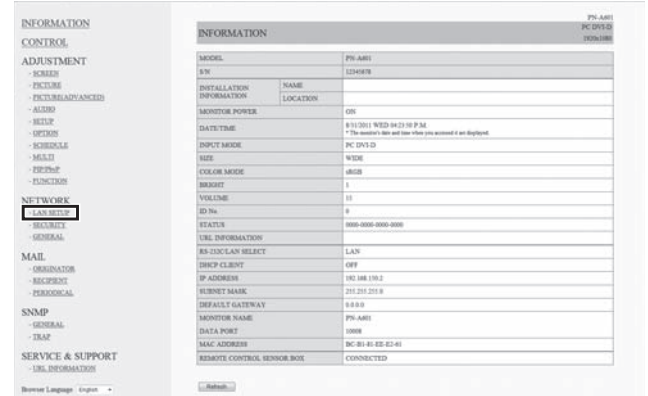 INFORMATION
CONTROL
ADJUSTMENT
- SCREEN
- PICTURE
- PICTURE(ADVANCED)
- AUDIO
- SETUP
- OPTION
- SCHEDULE
- MULTI
- PIP/PbyP
- FUNCTION
NETWORK
- LAN SETUP
- SECURITY
- GENERAL
MAIL
- ORIGINATOR
- RECIPIENT
- PERIODICAL
SNMP
- GENERAL
- TRAP
SERVICE & SUPPORT
- URL INFORMATION
Browser Language English
PN-A601
INFORMATION PC DVI-D
1920x1080
MODEL PN-A601
S/N 12345678
INSTALLATION INFORMATION NAME
LOCATION
MONITOR POWER ON
DATE/TIME 8/31/2011 WED 04:23:50 P.M.
* The monitor's date and time when you accessed it are displayed.
INPUT MODE PC DVI-D
SIZE WIDE
COLOR MODE sRGB
BRIGHT 1
VOLUME 15
ID No. 0
STATUS 0000-0000-0000-0000
URL INFORMATION
RS-232C/LAN SELECT LAN
DHCP CLIENT OFF
IP ADDRESS 192.168.150.2
SUBNET MASK 255.255.255.0
DEFAULT GATEWAY 0.0.0.0
MONITOR NAME PN-A601
DATA PORT 10008
MAC ADDRESS
REMOTE CONTROL SENSOR BOX CONNECTED
Refresh